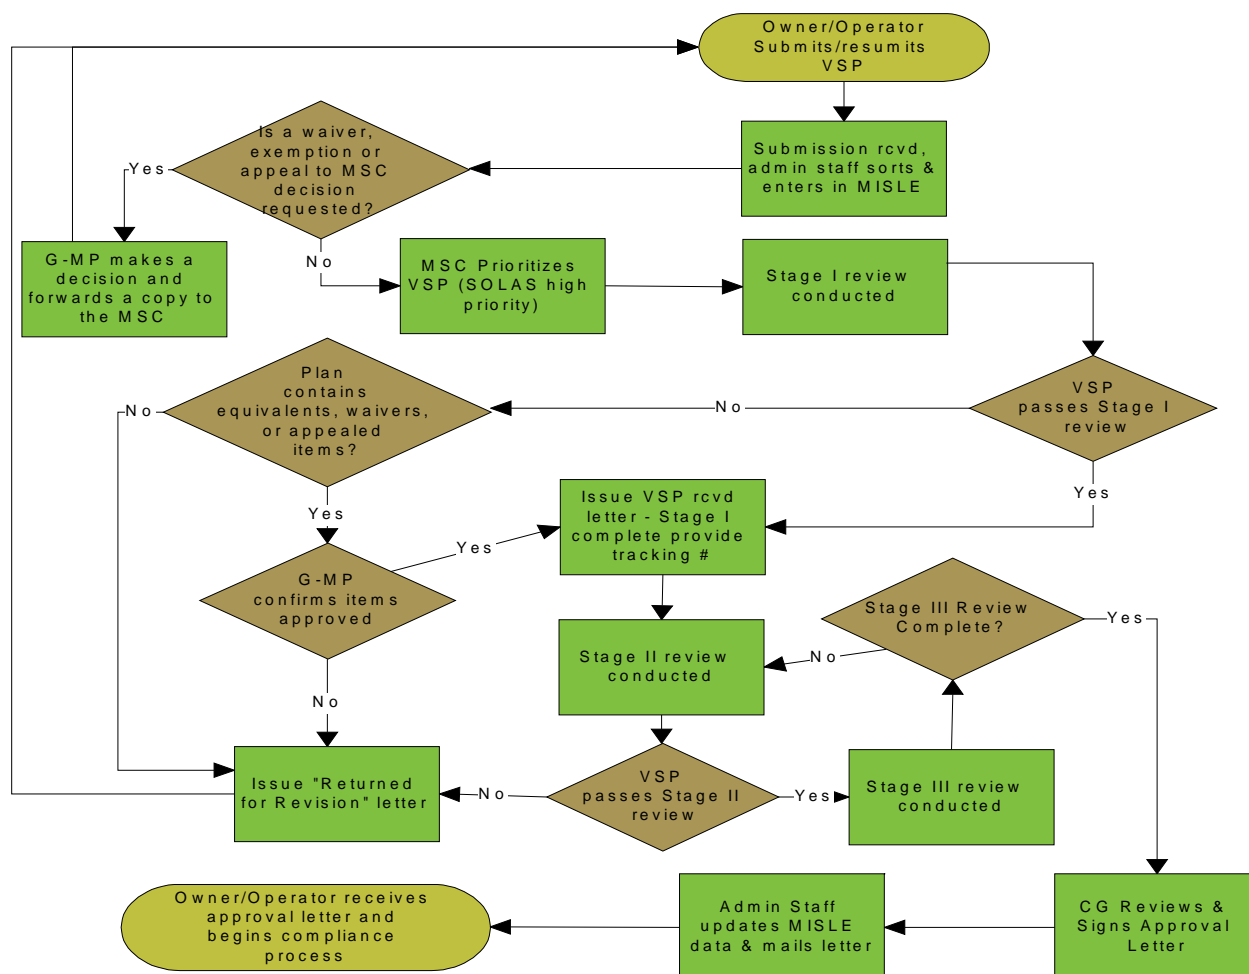 Owner/Operator
Submits/resumits
VSP
Is a waiver,
exemption or
appeal to MSC
decision
requested?
Yes
Submission rcvd,
admin staff sorts &
enters in MISLE
G-MP makes a
decision and
forwards a copy to
the MSC
No
MSC Prioritizes
VSP (SOLAS high
priority)
Stage I review
conducted
Plan
contains
equivalents, waivers,
or appealed
items?
No
No
VSP
passes Stage I
review
Yes
Yes
Issue VSP rcvd
letter - Stage I
complete provide
tracking #
Yes
G-MP
confirms items
approved
Stage III Review
Complete?
Yes
Stage II review
conducted
No
No
Issue "Returned
for Revision" letter
No
VSP
passes Stage II
review
Yes
Stage III review
conducted
Owner/Operator receives
approval letter and
begins compliance
process
Admin Staff
updates MISLE
data & mails letter
CG Reviews &
Signs Approval
Letter